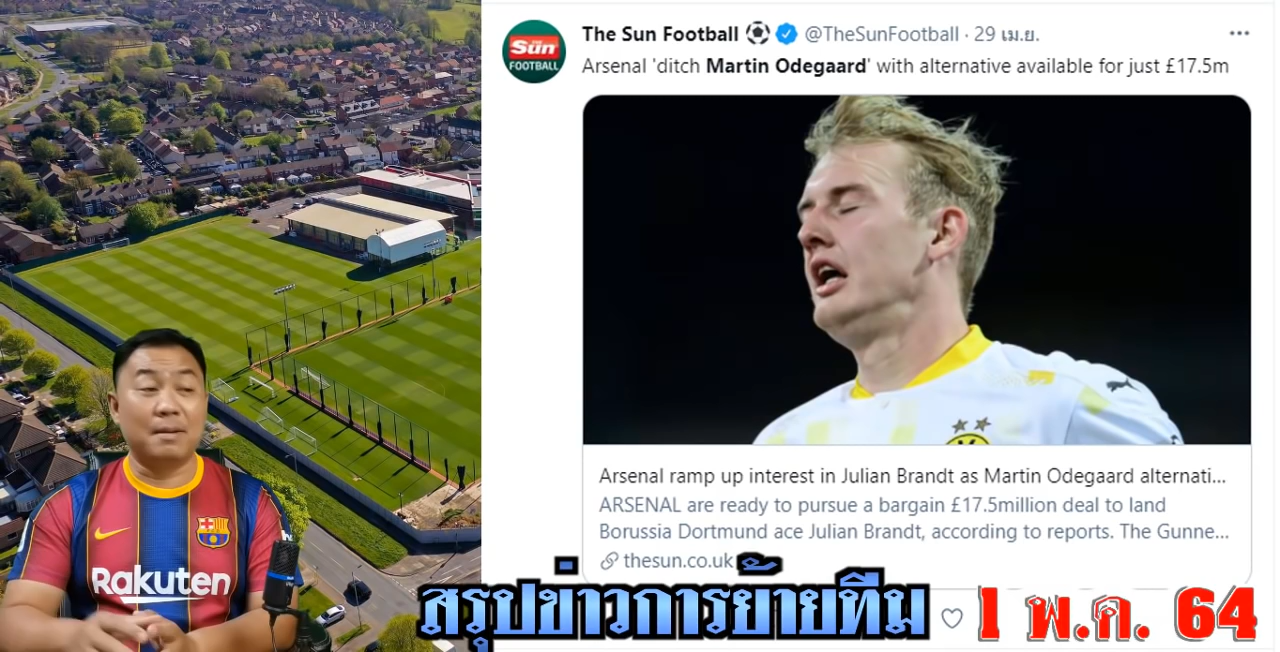 The Sun Football @TheSunFootball · 29 เม.ย.
Arsenal 'ditch Martin Odegaard' with alternative available for just £17.5m
THE Sun
FOOTBALL
Arsenal ramp up interest in Julian Brandt as Martin Odegaard alternati...
ARSENAL are ready to pursue a bargain £17.5million deal to land
Borussia Dortmund ace Julian Brandt, according to reports. The Gunne...
thesun.co.uk
Rakuten
สรุปข่าวการย้ายทีม 1 พ.ค. 64